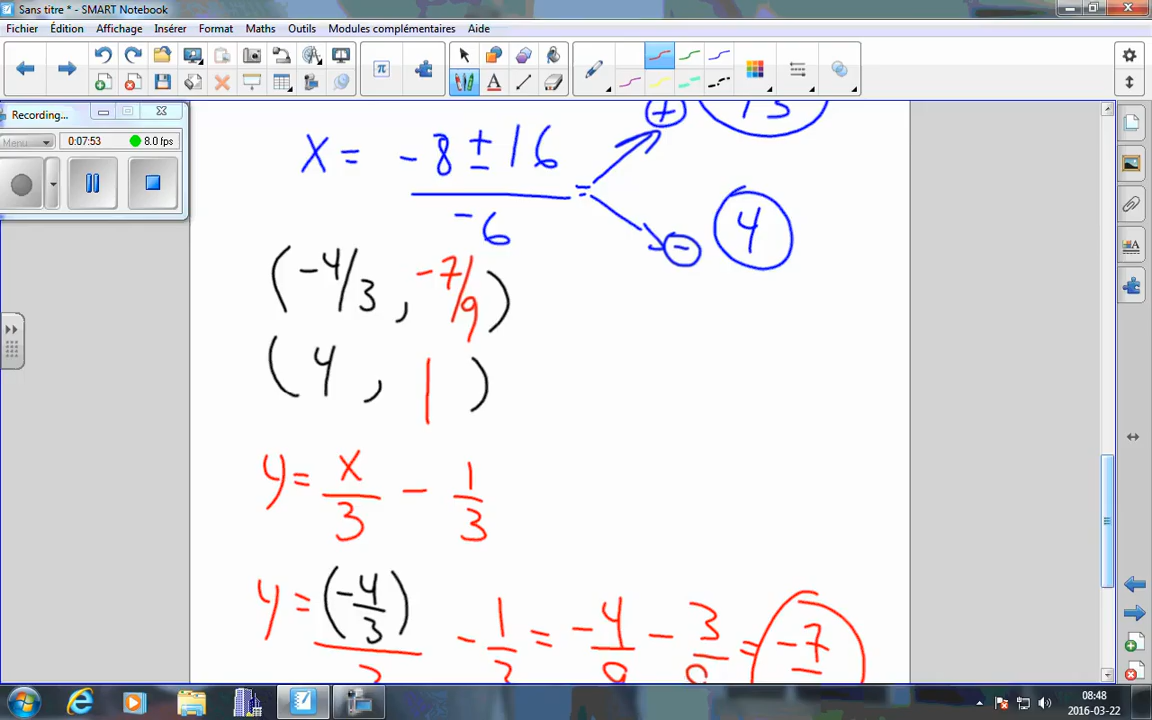 Sans titre * - SMART Notebook
Fichier Édition Affichage Insérer Format Maths Outils Modules complémentaires Aide
Recording...
Menu
0:07:53 8.0 fps
+
x = -8 ± 16 / -6 =
- 4
(-4/3, -7/9)
(4, 1)
y = x/3 - 1/3
y = (-4/3)/3 - 1/3 = -4/9 - 3/9 = -7
08:48
2016-03-22